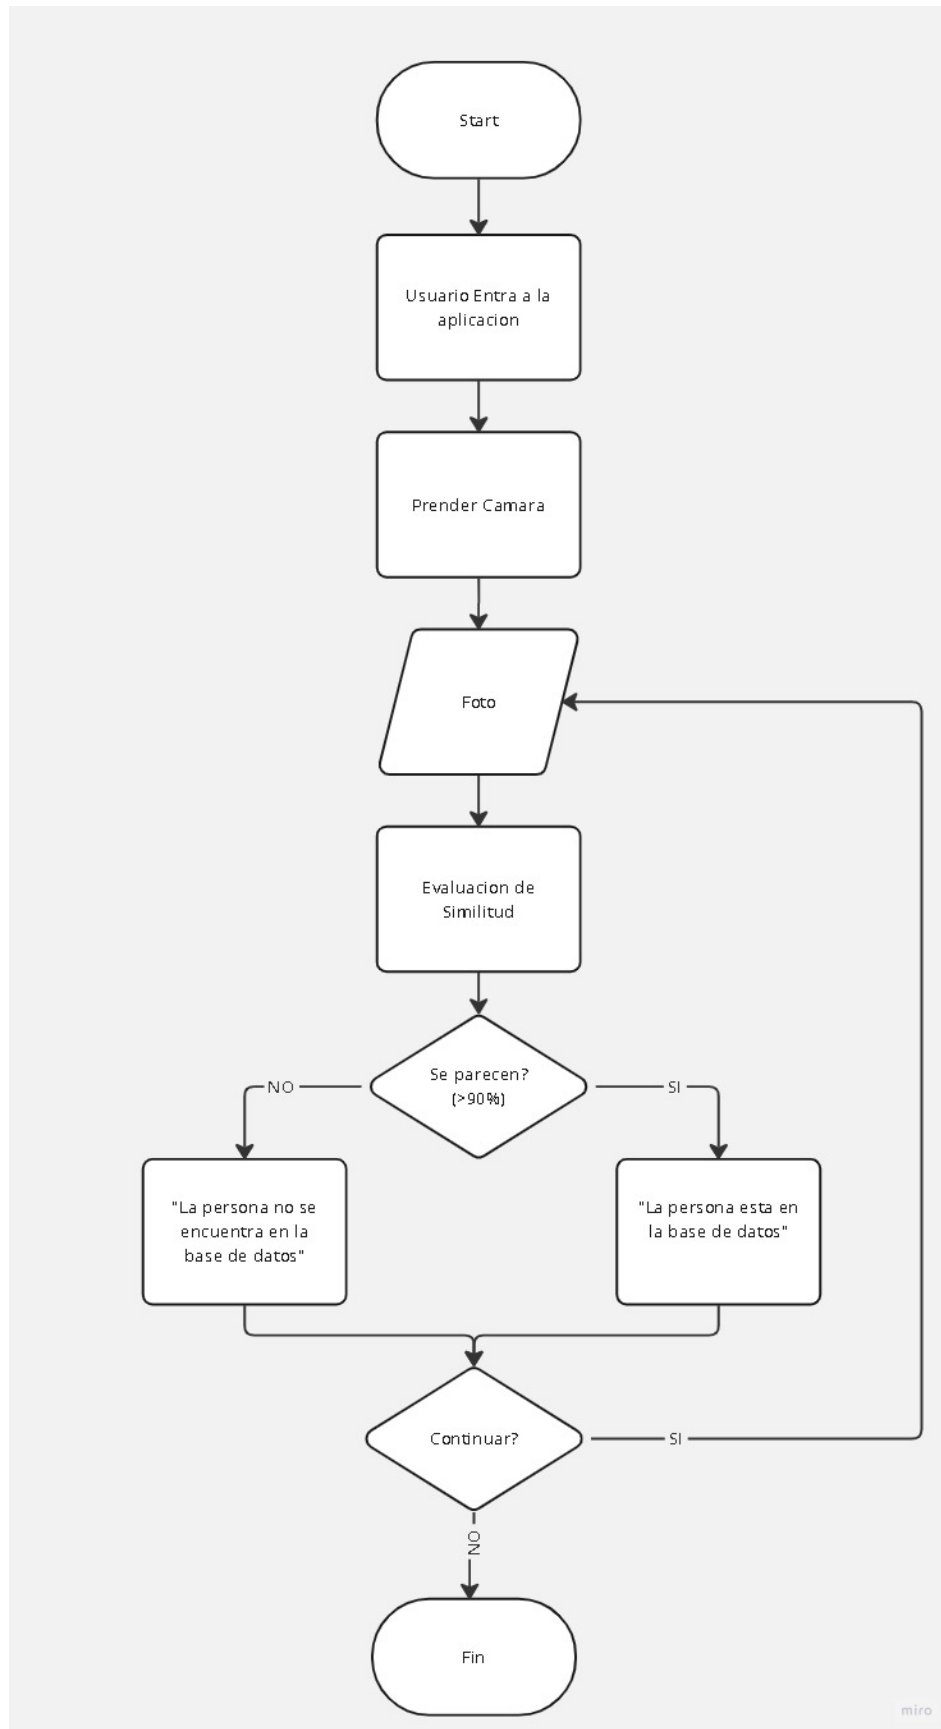 Start
Usuario Entra a la
aplicacion
Prender Camara
Foto
Evaluacion de
Similitud
Se parecen?
(>90%)
NO
SI
"La persona no se
encuentra en la
base de datos"
"La persona esta en
la base de datos"
Continuar?
SI
NO
Fin
miro